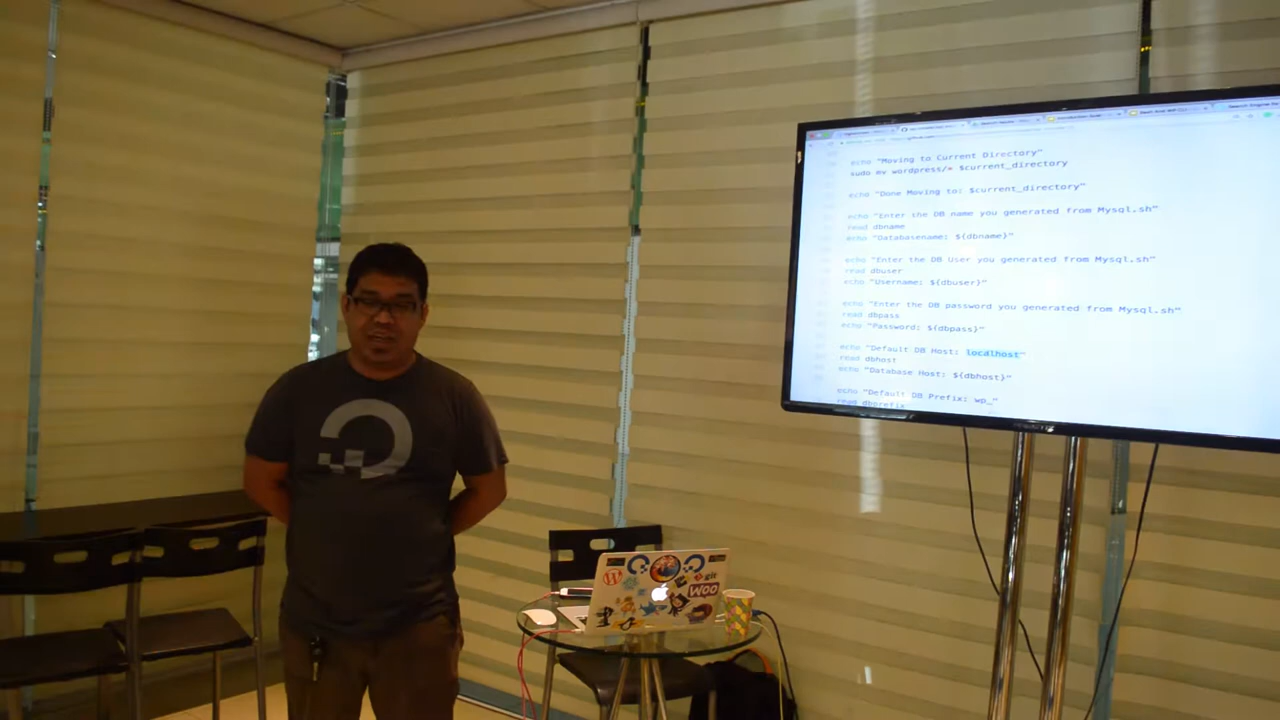 echo "Moving to Current Directory"
sudo mv wordpress/* $current_directory
echo "Done Moving to: $current_directory"
echo "Enter the DB name you generated from Mysql.sh"
read dbname
echo "Databasename: ${dbname}"
echo "Enter the DB User you generated from Mysql.sh"
read dbuser
echo "Username: ${dbuser}"
echo "Enter the DB password you generated from Mysql.sh"
read dbpass
echo "Password: ${dbpass}"
echo "Default DB Host: localhost"
read dbhost
echo "Database Host: ${dbhost}"
echo "Default DB Prefix: wp_"
read dbprefix
git
WOO